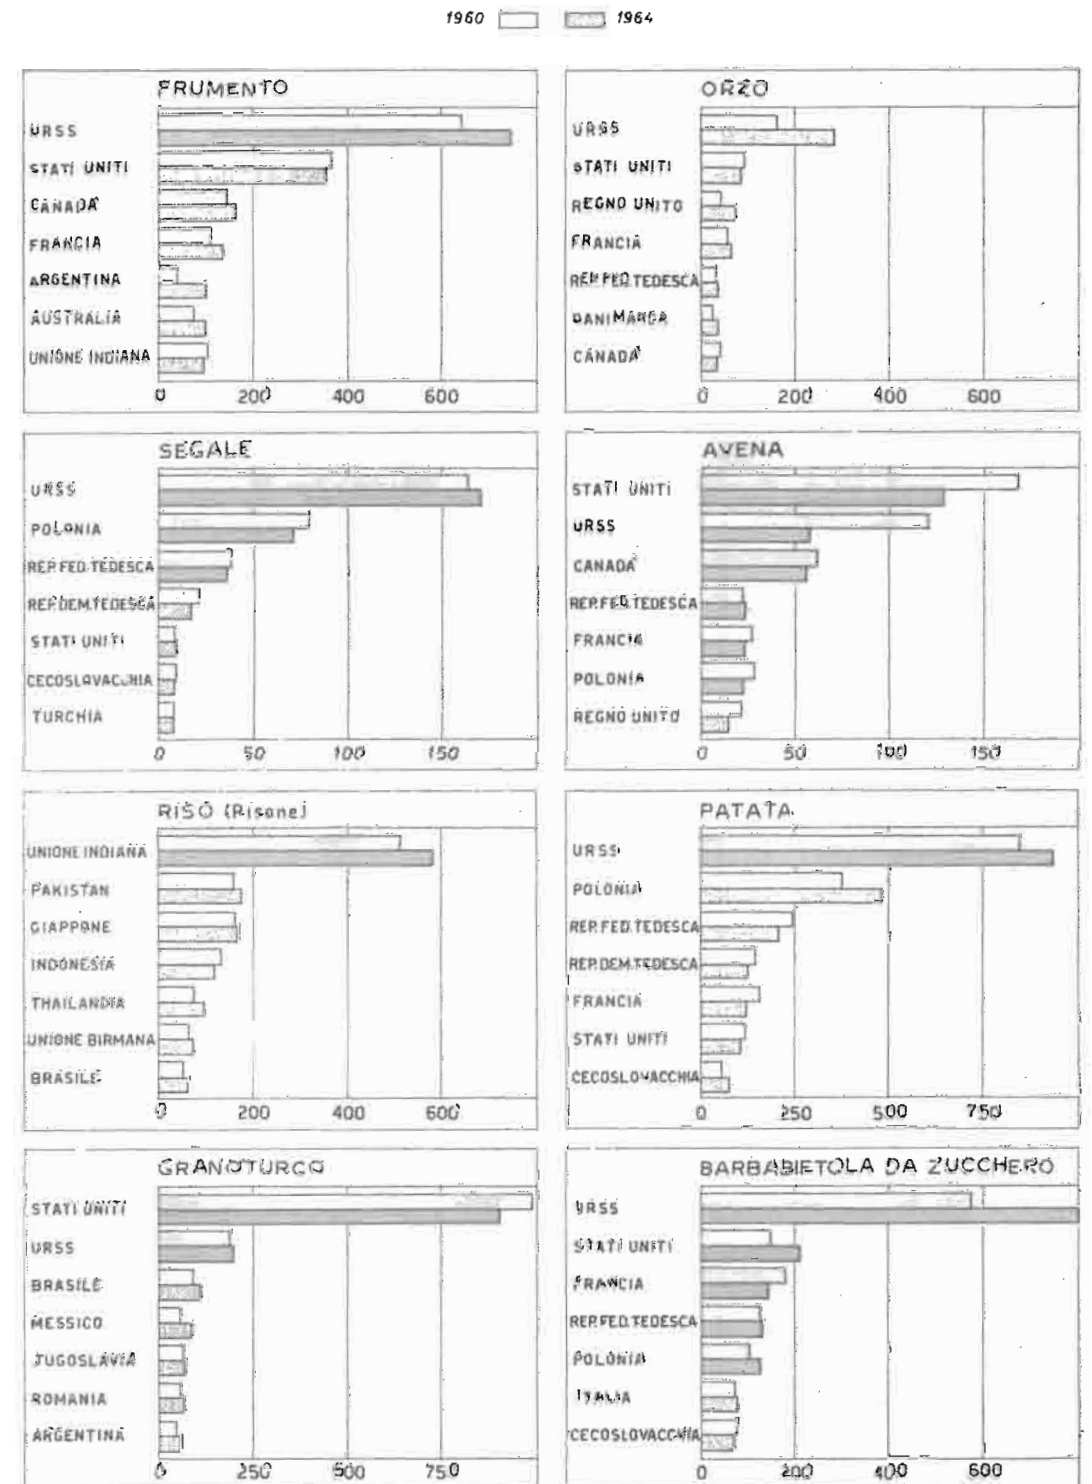 1960 1964
FRUMENTO
URSS
STATI UNITI
CANADA'
FRANCIA
ARGENTINA
AUSTRALIA
UNIONE INDIANA
0 200 400 600
ORZO
URSS
STATI UNITI
REGNO UNITO
FRANCIA
REP.FED.TEDESCA
DANIMARCA
CANADA'
0 200 400 600
SEGALE
URSS
POLONIA
REP.FED.TEDESCA
REP.DEM.TEDESCA
STATI UNITI
CECOSLOVACCHIA
TURCHIA
0 50 100 150
AVENA
STATI UNITI
URSS
CANADA'
REP.FED.TEDESCA
FRANCIA
POLONIA
REGNO UNITO
0 50 100 150
RISO (Risone)
UNIONE INDIANA
PAKISTAN
GIAPPONE
INDONESIA
THAILANDIA
UNIONE BIRMANA
BRASILE
0 200 400 600
PATATA
URSS
POLONIA
REP.FED.TEDESCA
REP.DEM.TEDESCA
FRANCIA
STATI UNITI
CECOSLOVACCHIA
0 250 500 750
GRANOTURCO
STATI UNITI
URSS
BRASILE
MESSICO
JUGOSLAVIA
ROMANIA
ARGENTINA
0 250 500 750
BARBABIETOLA DA ZUCCHERO
URSS
STATI UNITI
FRANCIA
REP.FED.TEDESCA
POLONIA
ITALIA
CECOSLOVACCHIA
0 200 400 600